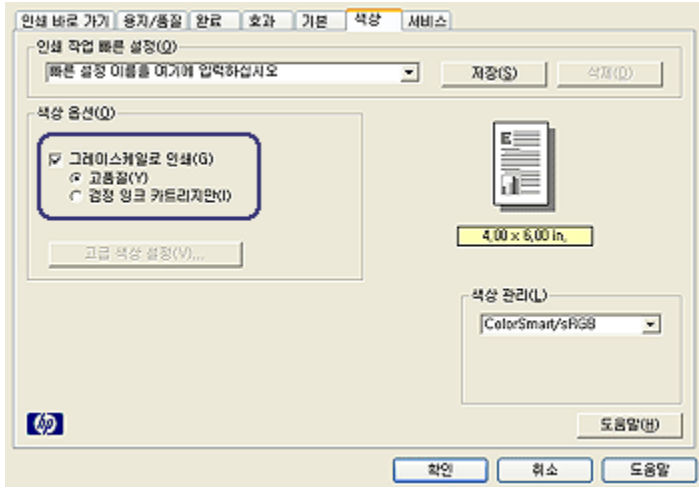 인쇄 바로 가기 용지/품질 완료 효과 기본 색상 서비스
인쇄 작업 빠른 설정(Q)
빠른 설정 이름을 여기에 입력하십시오 저장(S) 삭제(D)
색상 옵션(O)
그레이스케일로 인쇄(G)
고품질(Y)
검정 잉크 카트리지만(I)
고급 색상 설정(V)...
E
4,00 x 6,00 in,
색상 관리(L)
ColorSmart/sRGB
hp
도움말(H)
확인 취소 도움말